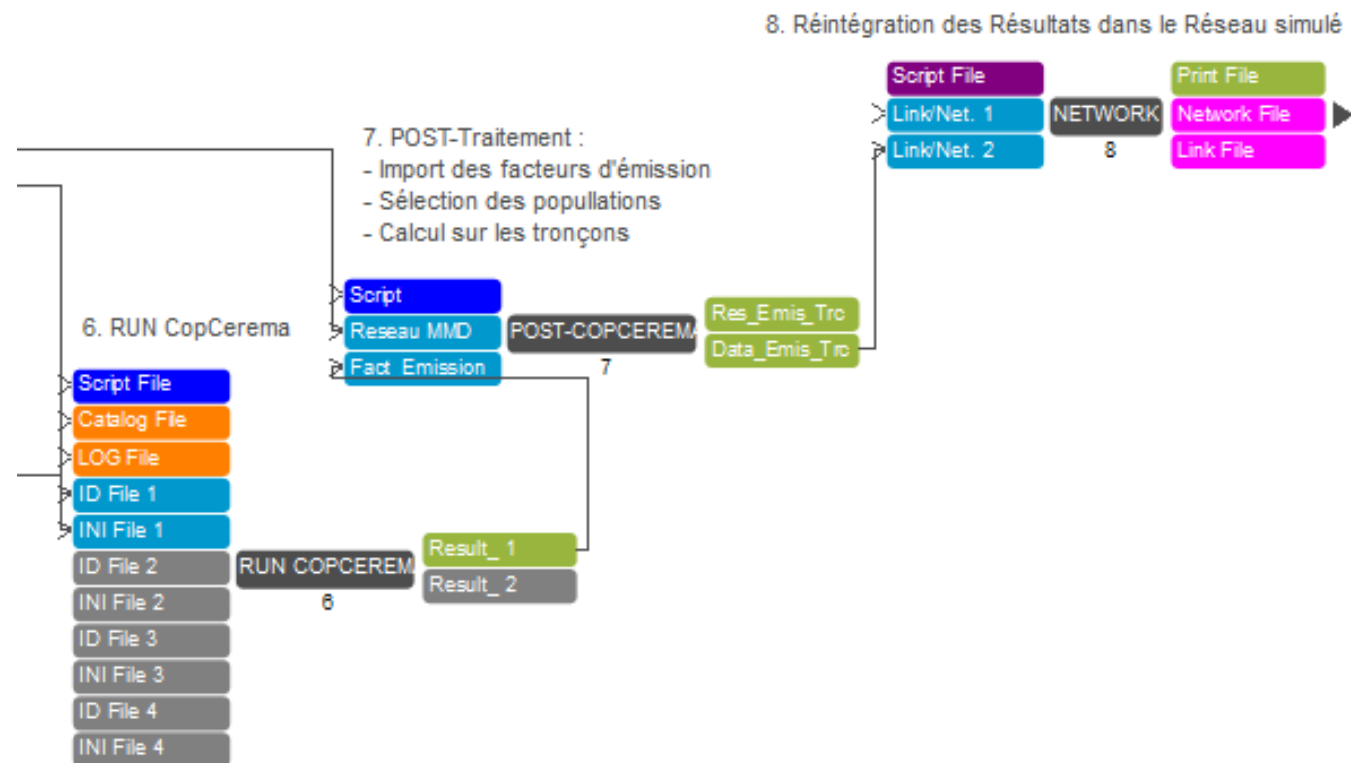 8. Réintégration des Résultats dans le Réseau simulé
Script File
Print File
Link/Net. 1
NETWORK
Network File
Link/Net. 2
8
Link File
7. POST-Traitement :
- Import des facteurs d'émission
- Sélection des popullations
- Calcul sur les tronçons
Script
Reseau MMD
POST-COPCEREM
Res_Emis_Trc
Fact Emission
7
Data_Emis_Trc
6. RUN CopCerema
Script File
Catalog File
LOG File
ID File 1
INI File 1
ID File 2
RUN COPCEREM
Result_ 1
INI File 2
6
Result_ 2
ID File 3
INI File 3
ID File 4
INI File 4